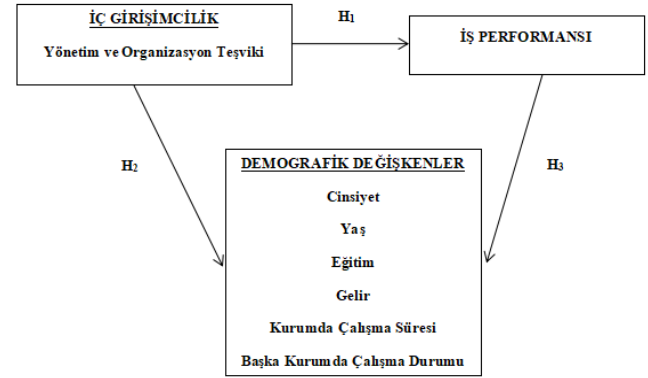 İÇ GİRİŞİMCİLİK
Yönetim ve Organizasyon Teşviki
H1
İŞ PERFORMANSI
H2
H3
DEMOGRAFİK DEĞİŞKENLER
Cinsiyet
Yaş
Eğitim
Gelir
Kurumda Çalışma Süresi
Başka Kurumda Çalışma Durumu